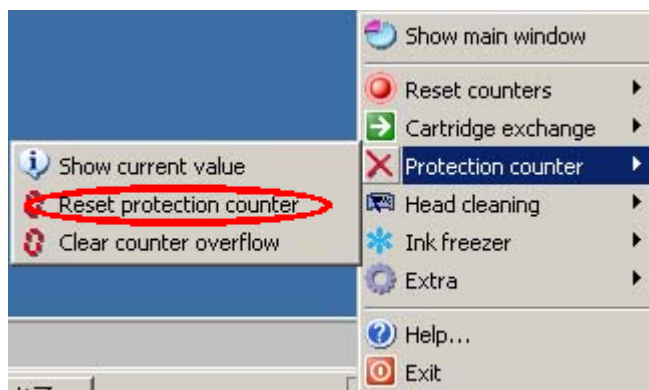 Show main window
Reset counters
Cartridge exchange
Protection counter
Head cleaning
Ink freezer
Extra
Help...
Exit
Show current value
Reset protection counter
Clear counter overflow